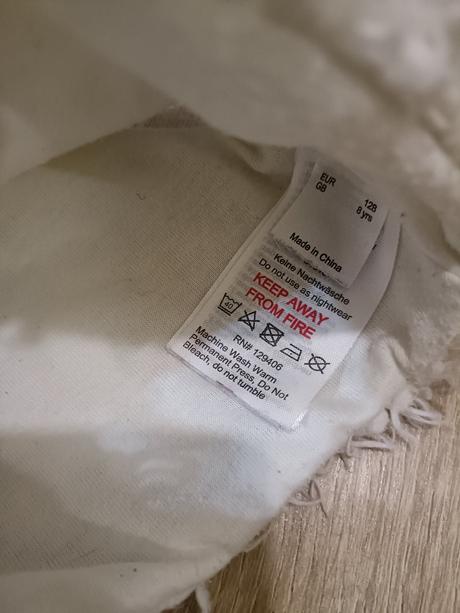 EUR 128
GB 8 yrs
Made in China
Keine Nachtwäsche
Do not use as nightwear
KEEP AWAY
FROM FIRE
40
RN# 129406
Machine Wash Warm
Permanent Press, Do Not
Bleach, do not tumble